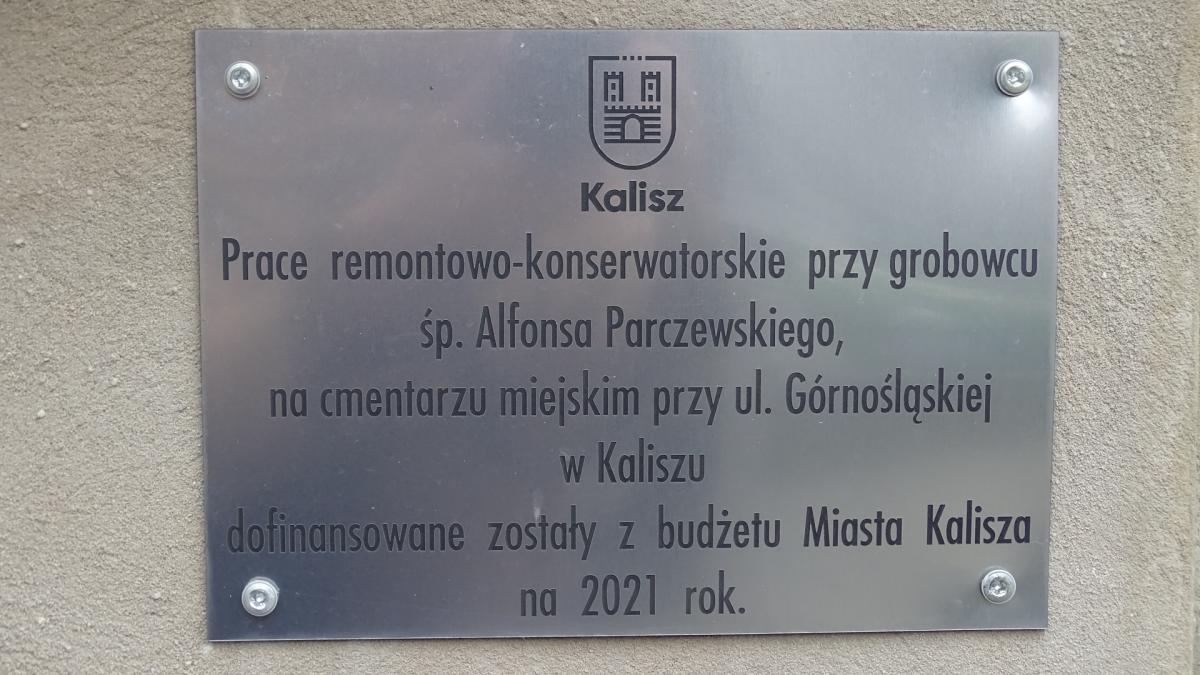 Kalisz
Prace remontowo-konserwatorskie przy grobowcu
śp. Alfonsa Parczewskiego,
na cmentarzu miejskim przy ul. Górnośląskiej
w Kaliszu
dofinansowane zostały z budżetu Miasta Kalisza
na 2021 rok.